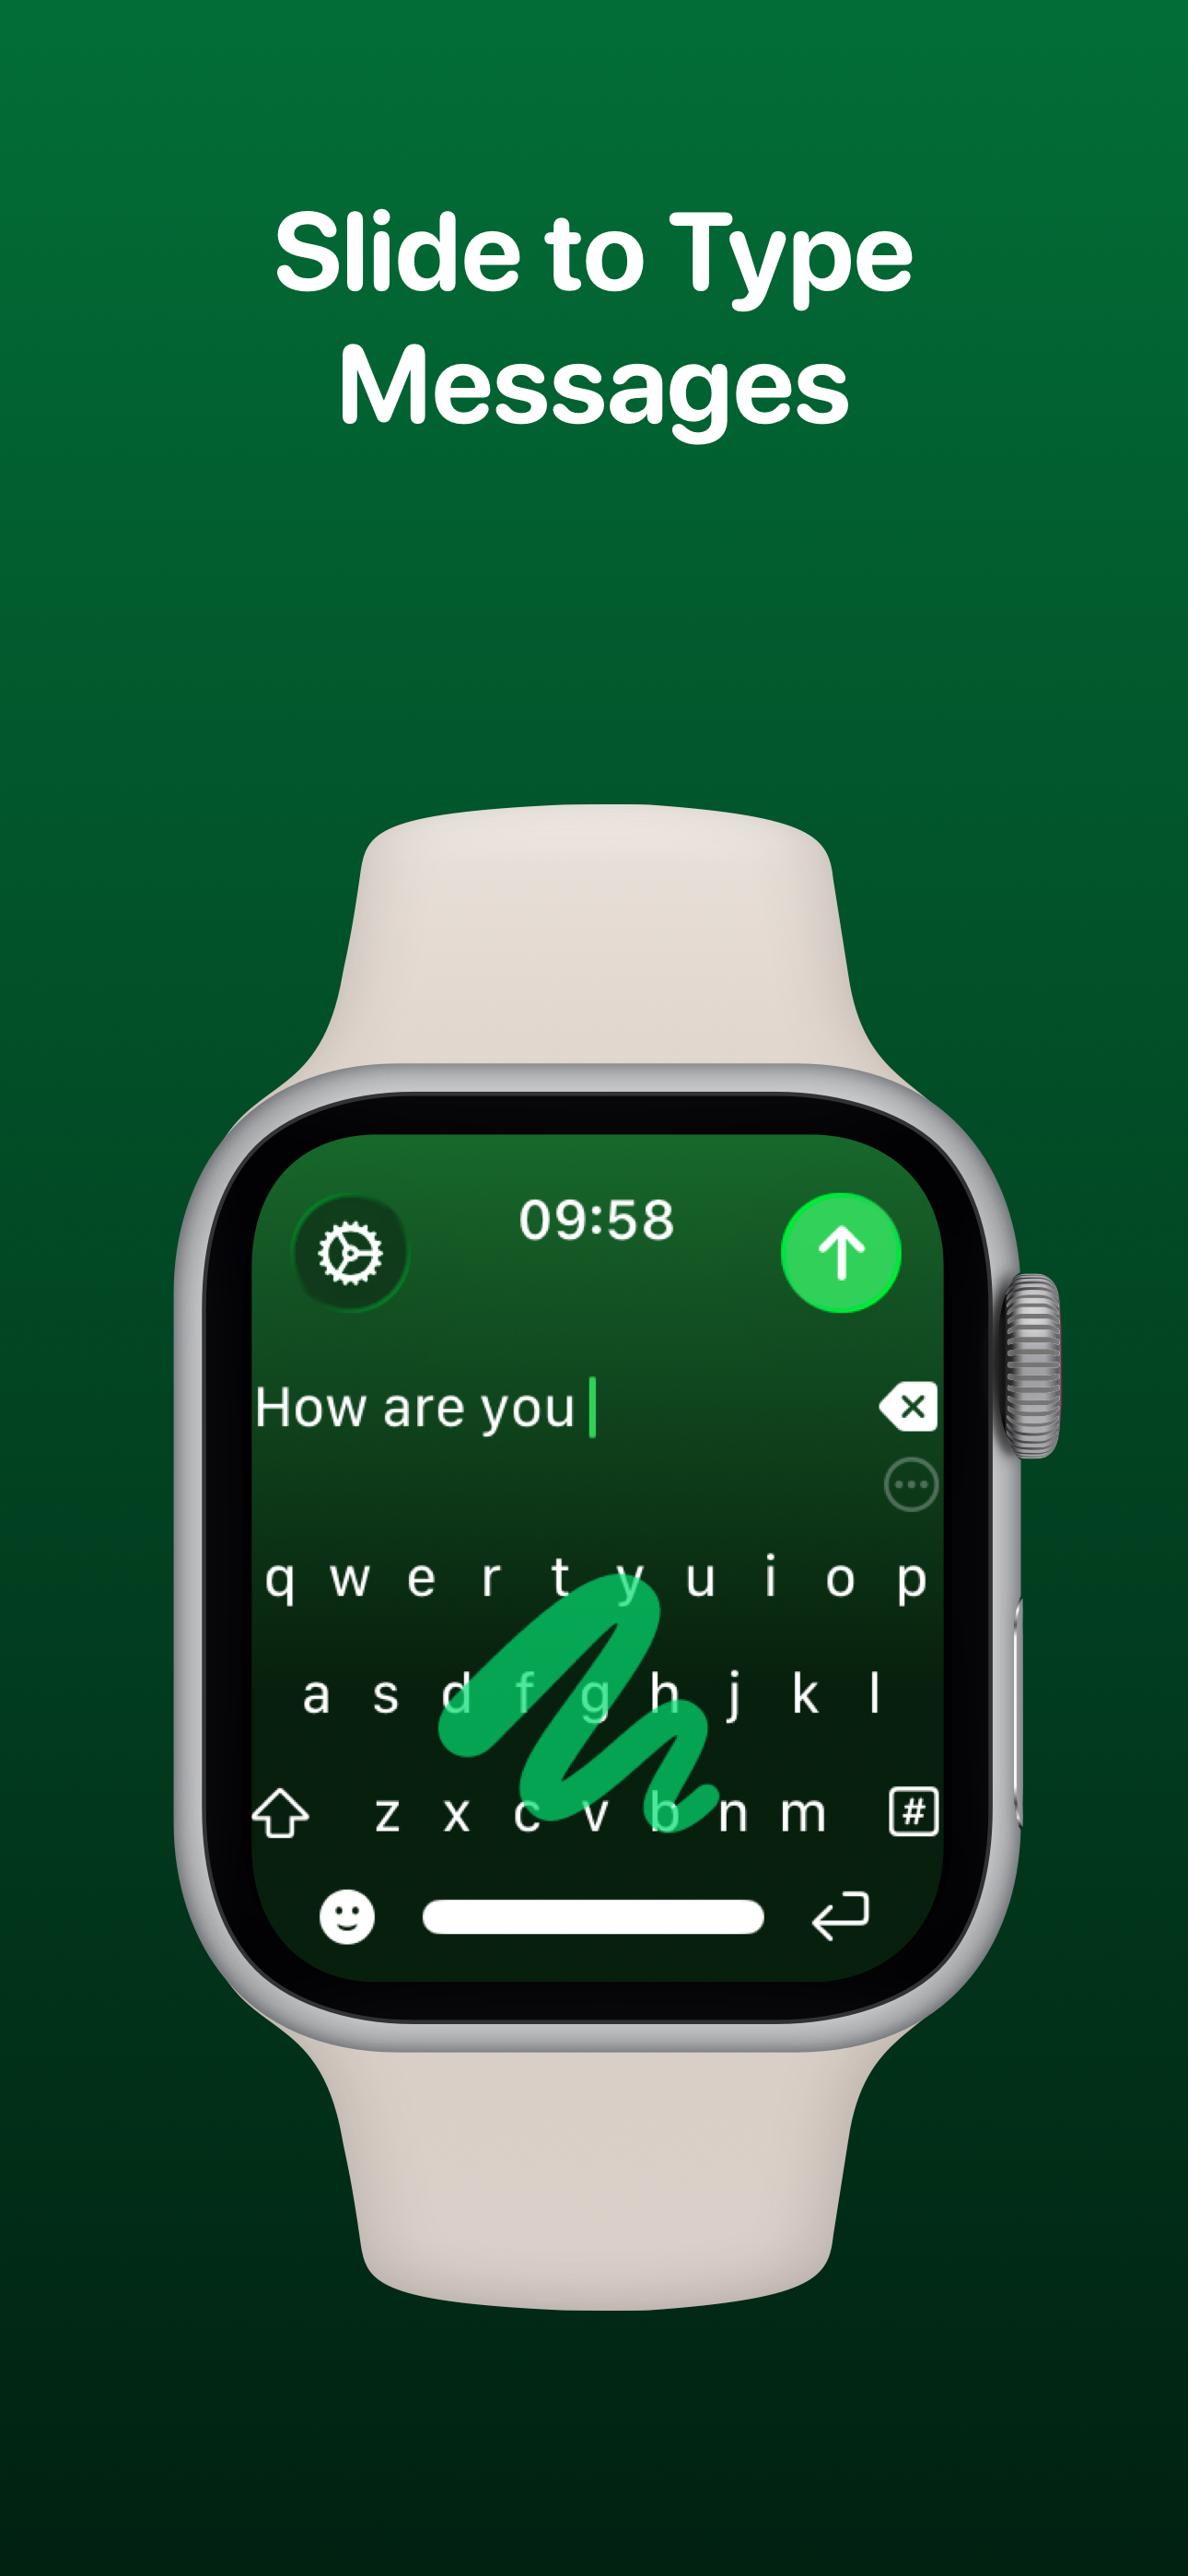 Slide to Type
Messages
09:58
How are you
q w e r t y u i o p
a s d f g h j k l
z x c v b n m #